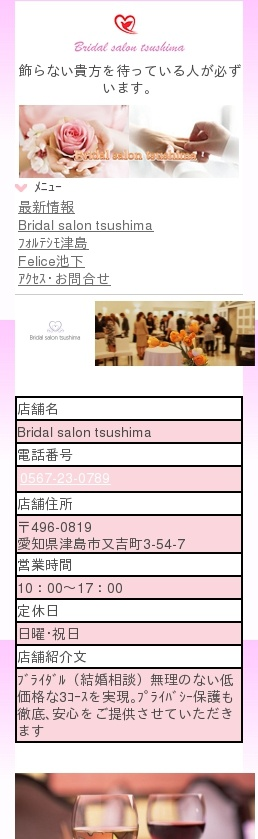 Bridal salon tsushima
飾らない貴方を待っている人が必ず
います。
Bridal salon tsushima
ﾒﾆｭｰ
最新情報
Bridal salon tsushima
ﾌｫﾙﾃｼﾓ津島
Felice池下
ｱｸｾｽ･お問合せ
Bridal salon tsushima
店舗名
Bridal salon tsushima
電話番号
0567-23-0789
店舗住所
〒496-0819
愛知県津島市又吉町3-54-7
営業時間
10：00～17：00
定休日
日曜･祝日
店舗紹介文
ﾌﾞﾗｲﾀﾞﾙ（結婚相談）無理のない低
価格な3ｺｰｽを実現｡ﾌﾟﾗｲﾊﾞｼｰ保護も
徹底､安心をご提供させていただき
ます